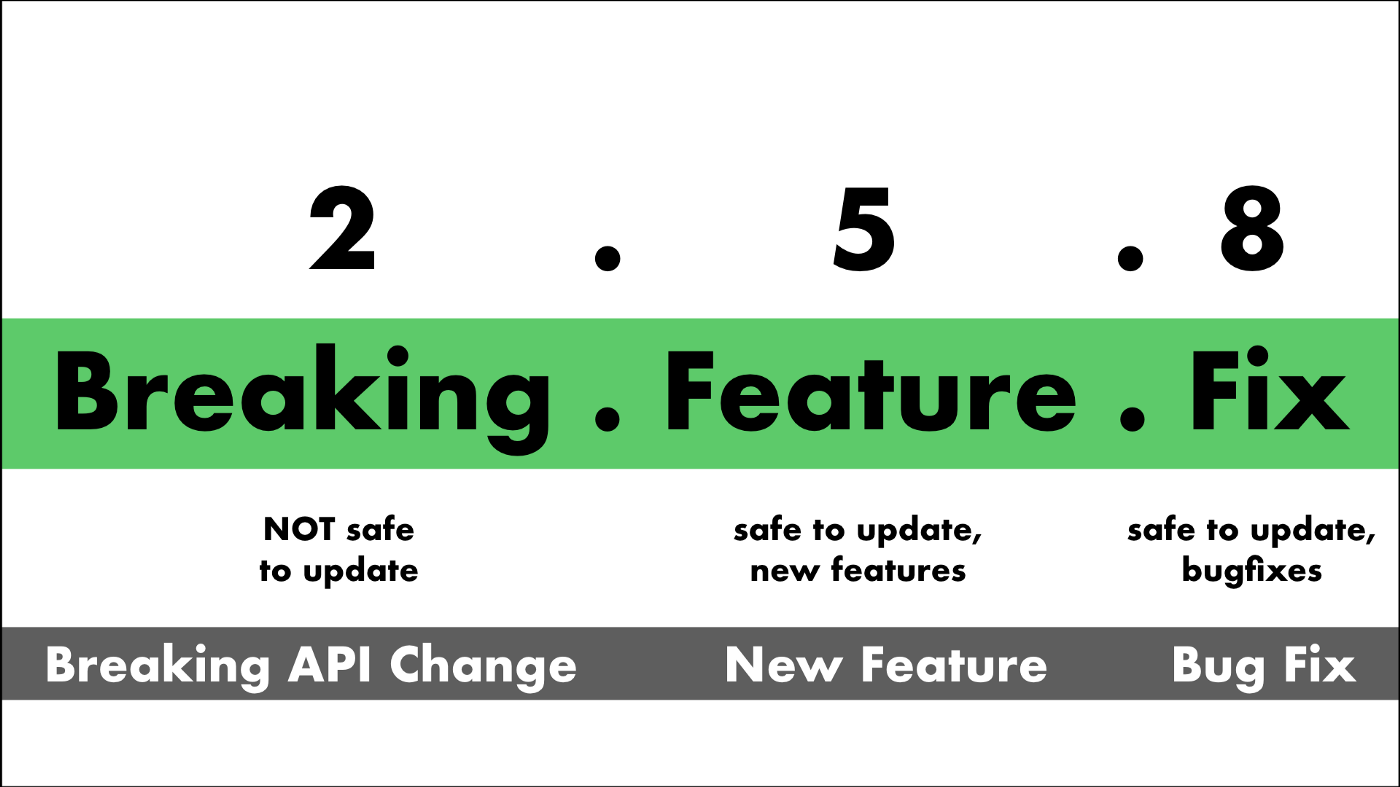 2 . 5 . 8
Breaking . Feature . Fix
NOT safe
to update
safe to update,
new features
safe to update,
bugfixes
Breaking API Change
New Feature
Bug Fix